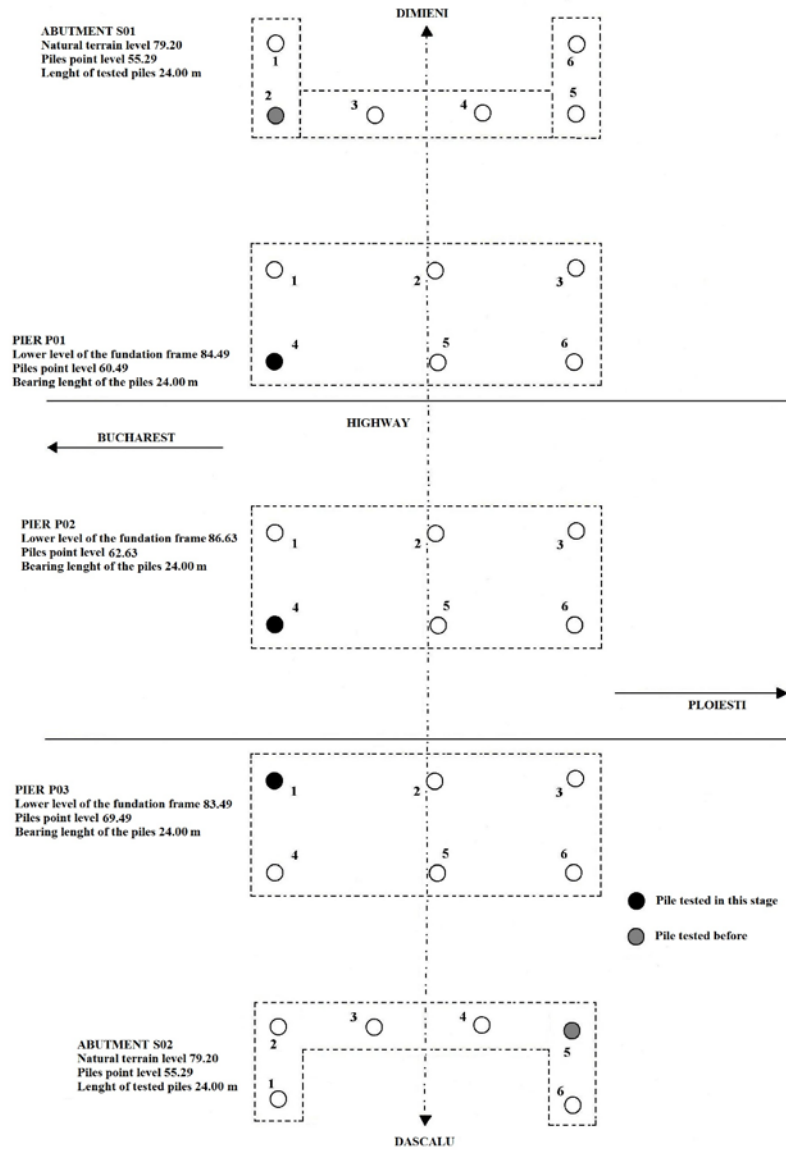 DIMIENI
ABUTMENT S01
Natural terrain level 79.20
Piles point level 55.29
Lenght of tested piles 24.00 m
1
6
2
3
4
5
1
2
3
PIER P01
Lower level of the fundation frame 84.49
Piles point level 60.49
Bearing lenght of the piles 24.00 m
4
5
6
HIGHWAY
BUCHAREST
PIER P02
Lower level of the fundation frame 86.63
Piles point level 62.63
Bearing lenght of the piles 24.00 m
1
2
3
4
5
6
PLOIESTI
PIER P03
Lower level of the fundation frame 83.49
Piles point level 69.49
Bearing lenght of the piles 24.00 m
1
2
3
4
5
6
Pile tested in this stage
Pile tested before
ABUTMENT S02
Natural terrain level 79.20
Piles point level 55.29
Lenght of tested piles 24.00 m
2
3
4
5
1
6
DASCALU